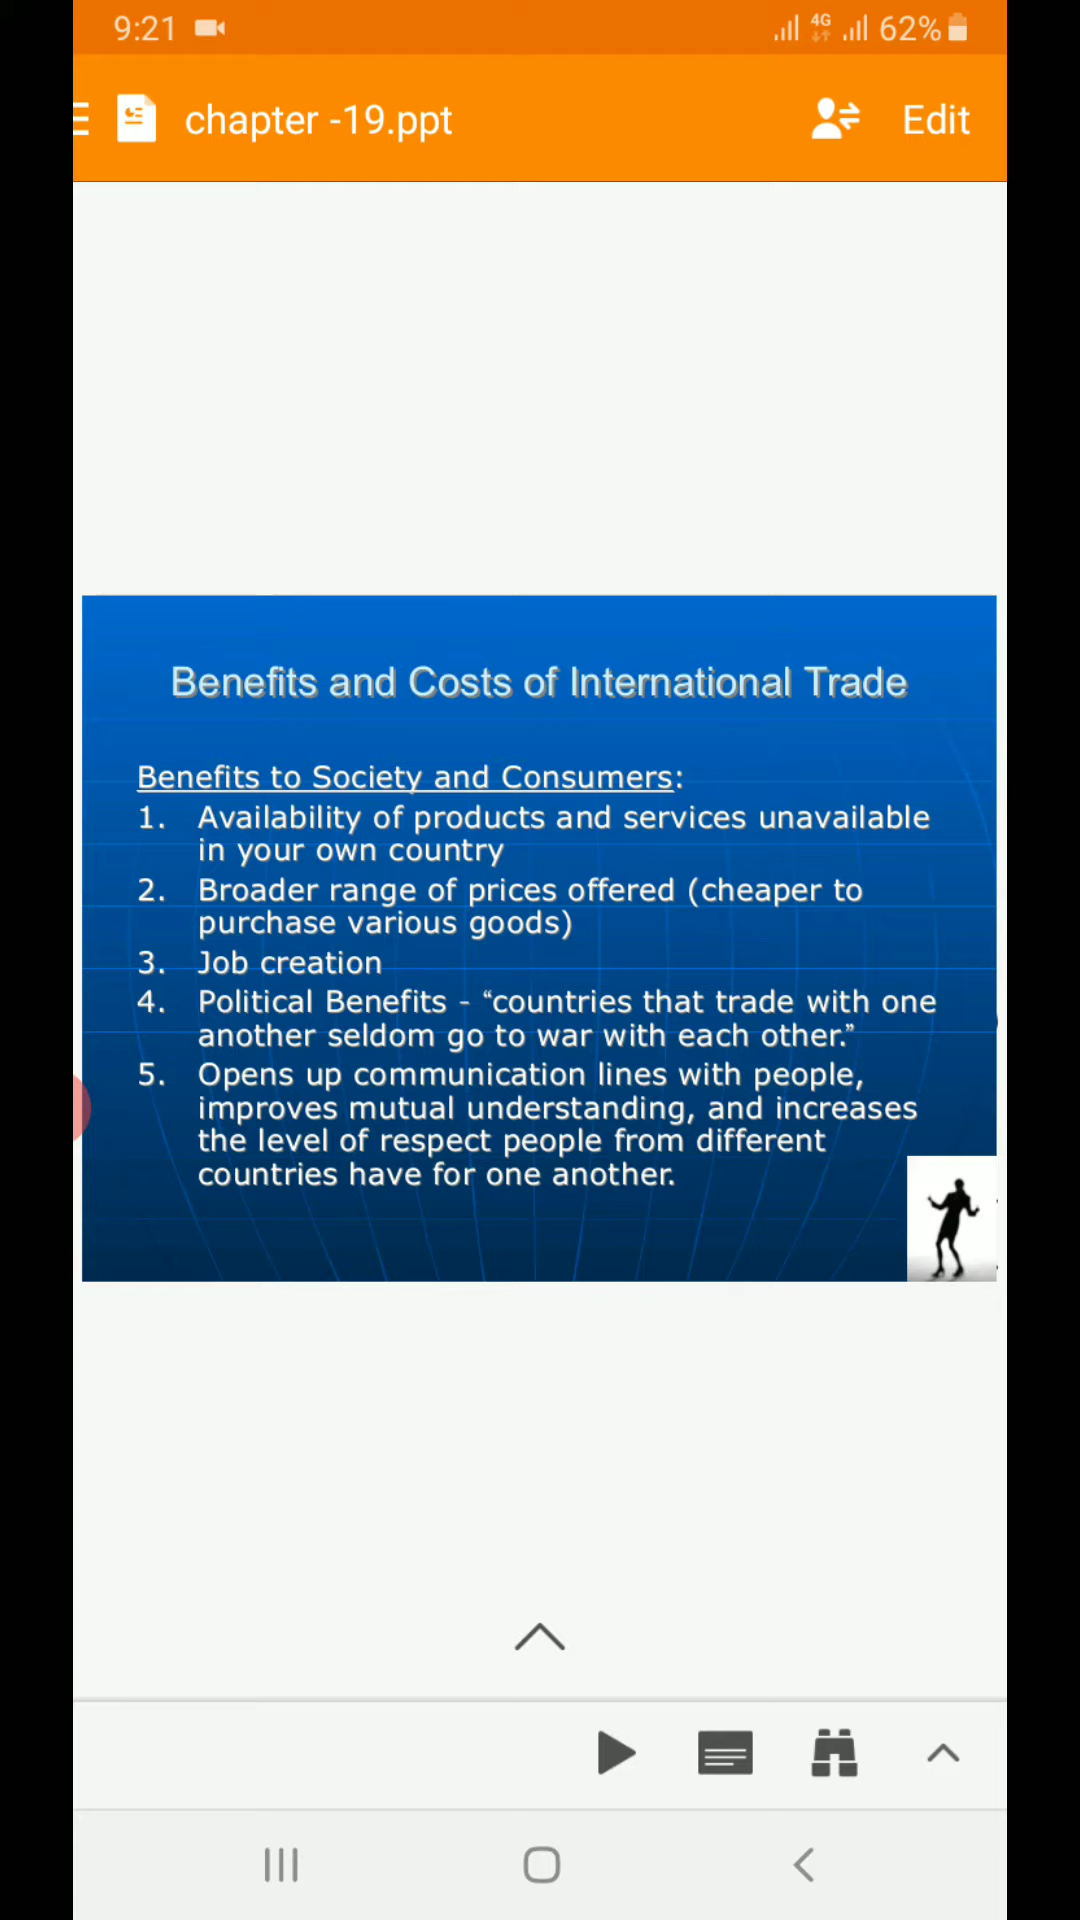 9:21 4G 62%
chapter -19.ppt Edit
Benefits and Costs of International Trade
Benefits to Society and Consumers:
1. Availability of products and services unavailable
in your own country
2. Broader range of prices offered (cheaper to
purchase various goods)
3. Job creation
4. Political Benefits - “countries that trade with one
another seldom go to war with each other.”
5. Opens up communication lines with people,
improves mutual understanding, and increases
the level of respect people from different
countries have for one another.